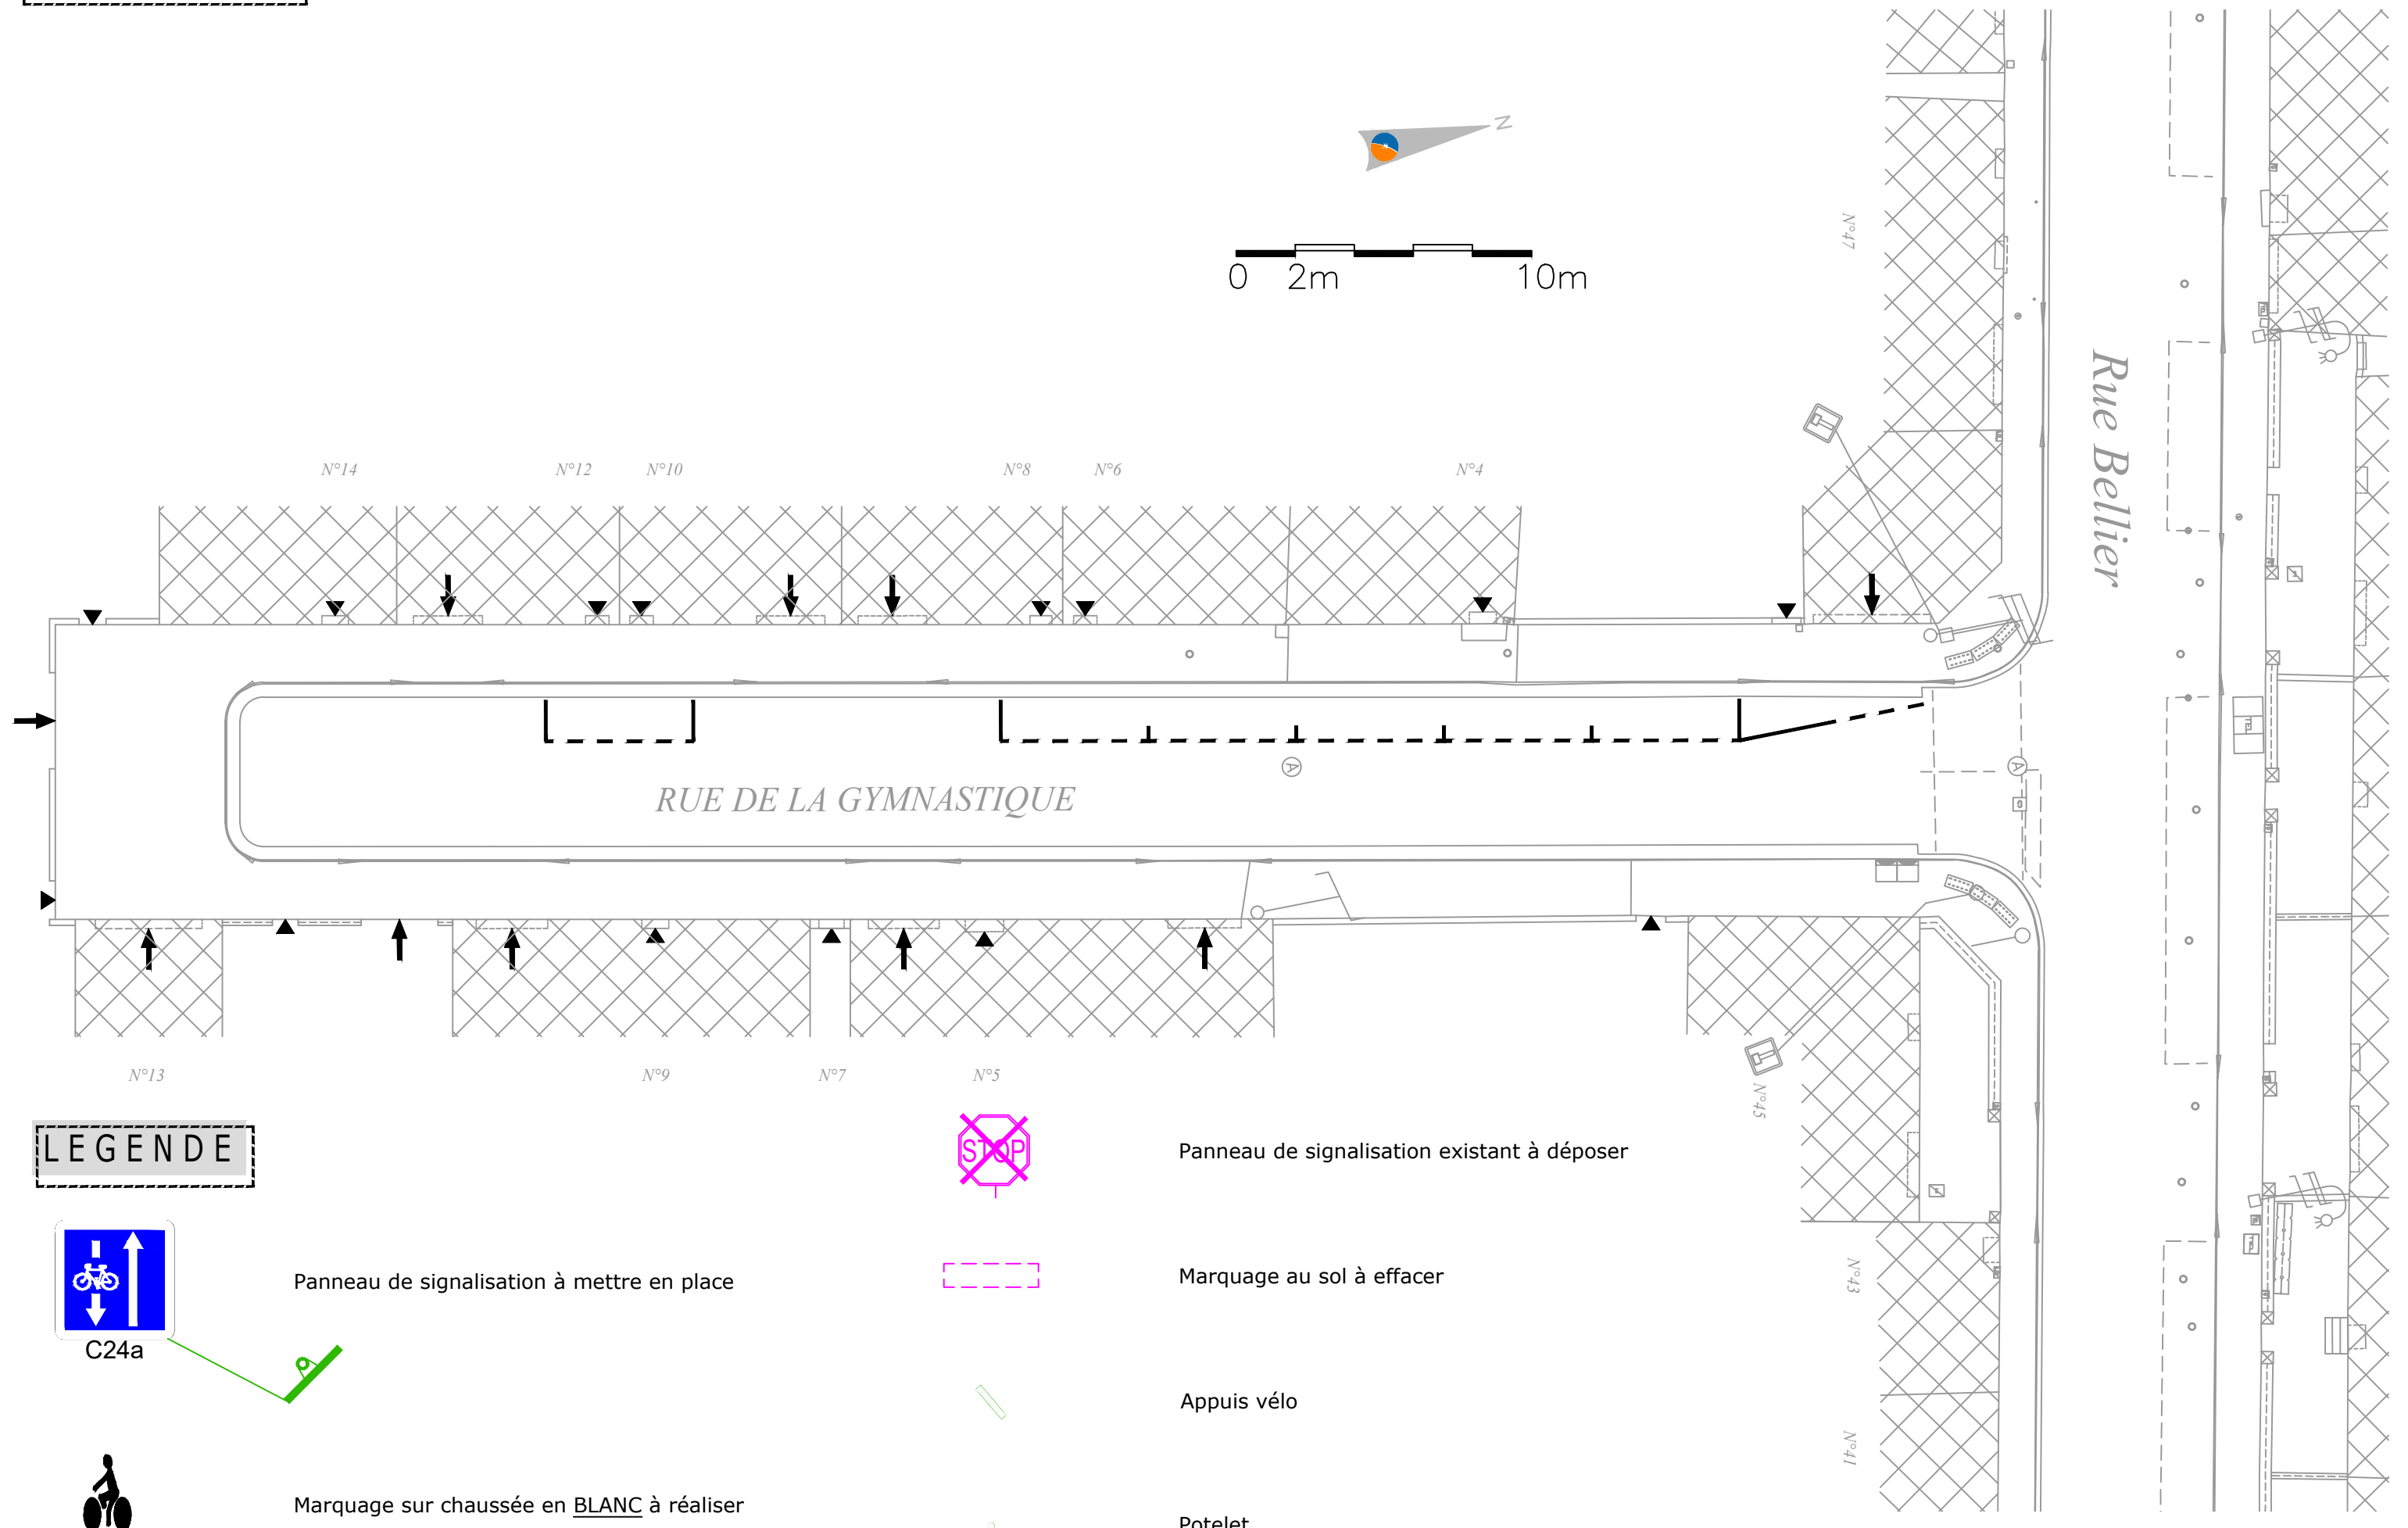 N
0 2m 10m
N°47
Rue Bellier
N°14 N°12 N°10 N°8 N°6 N°4
A A
RUE DE LA GYMNASTIQUE
N°13 N°9 N°7 N°5
N°45
LEGENDE
STOP
Panneau de signalisation existant à déposer
Panneau de signalisation à mettre en place
Marquage au sol à effacer
N°43
C24a
Appuis vélo
N°41
Marquage sur chaussée en BLANC à réaliser
Potelet